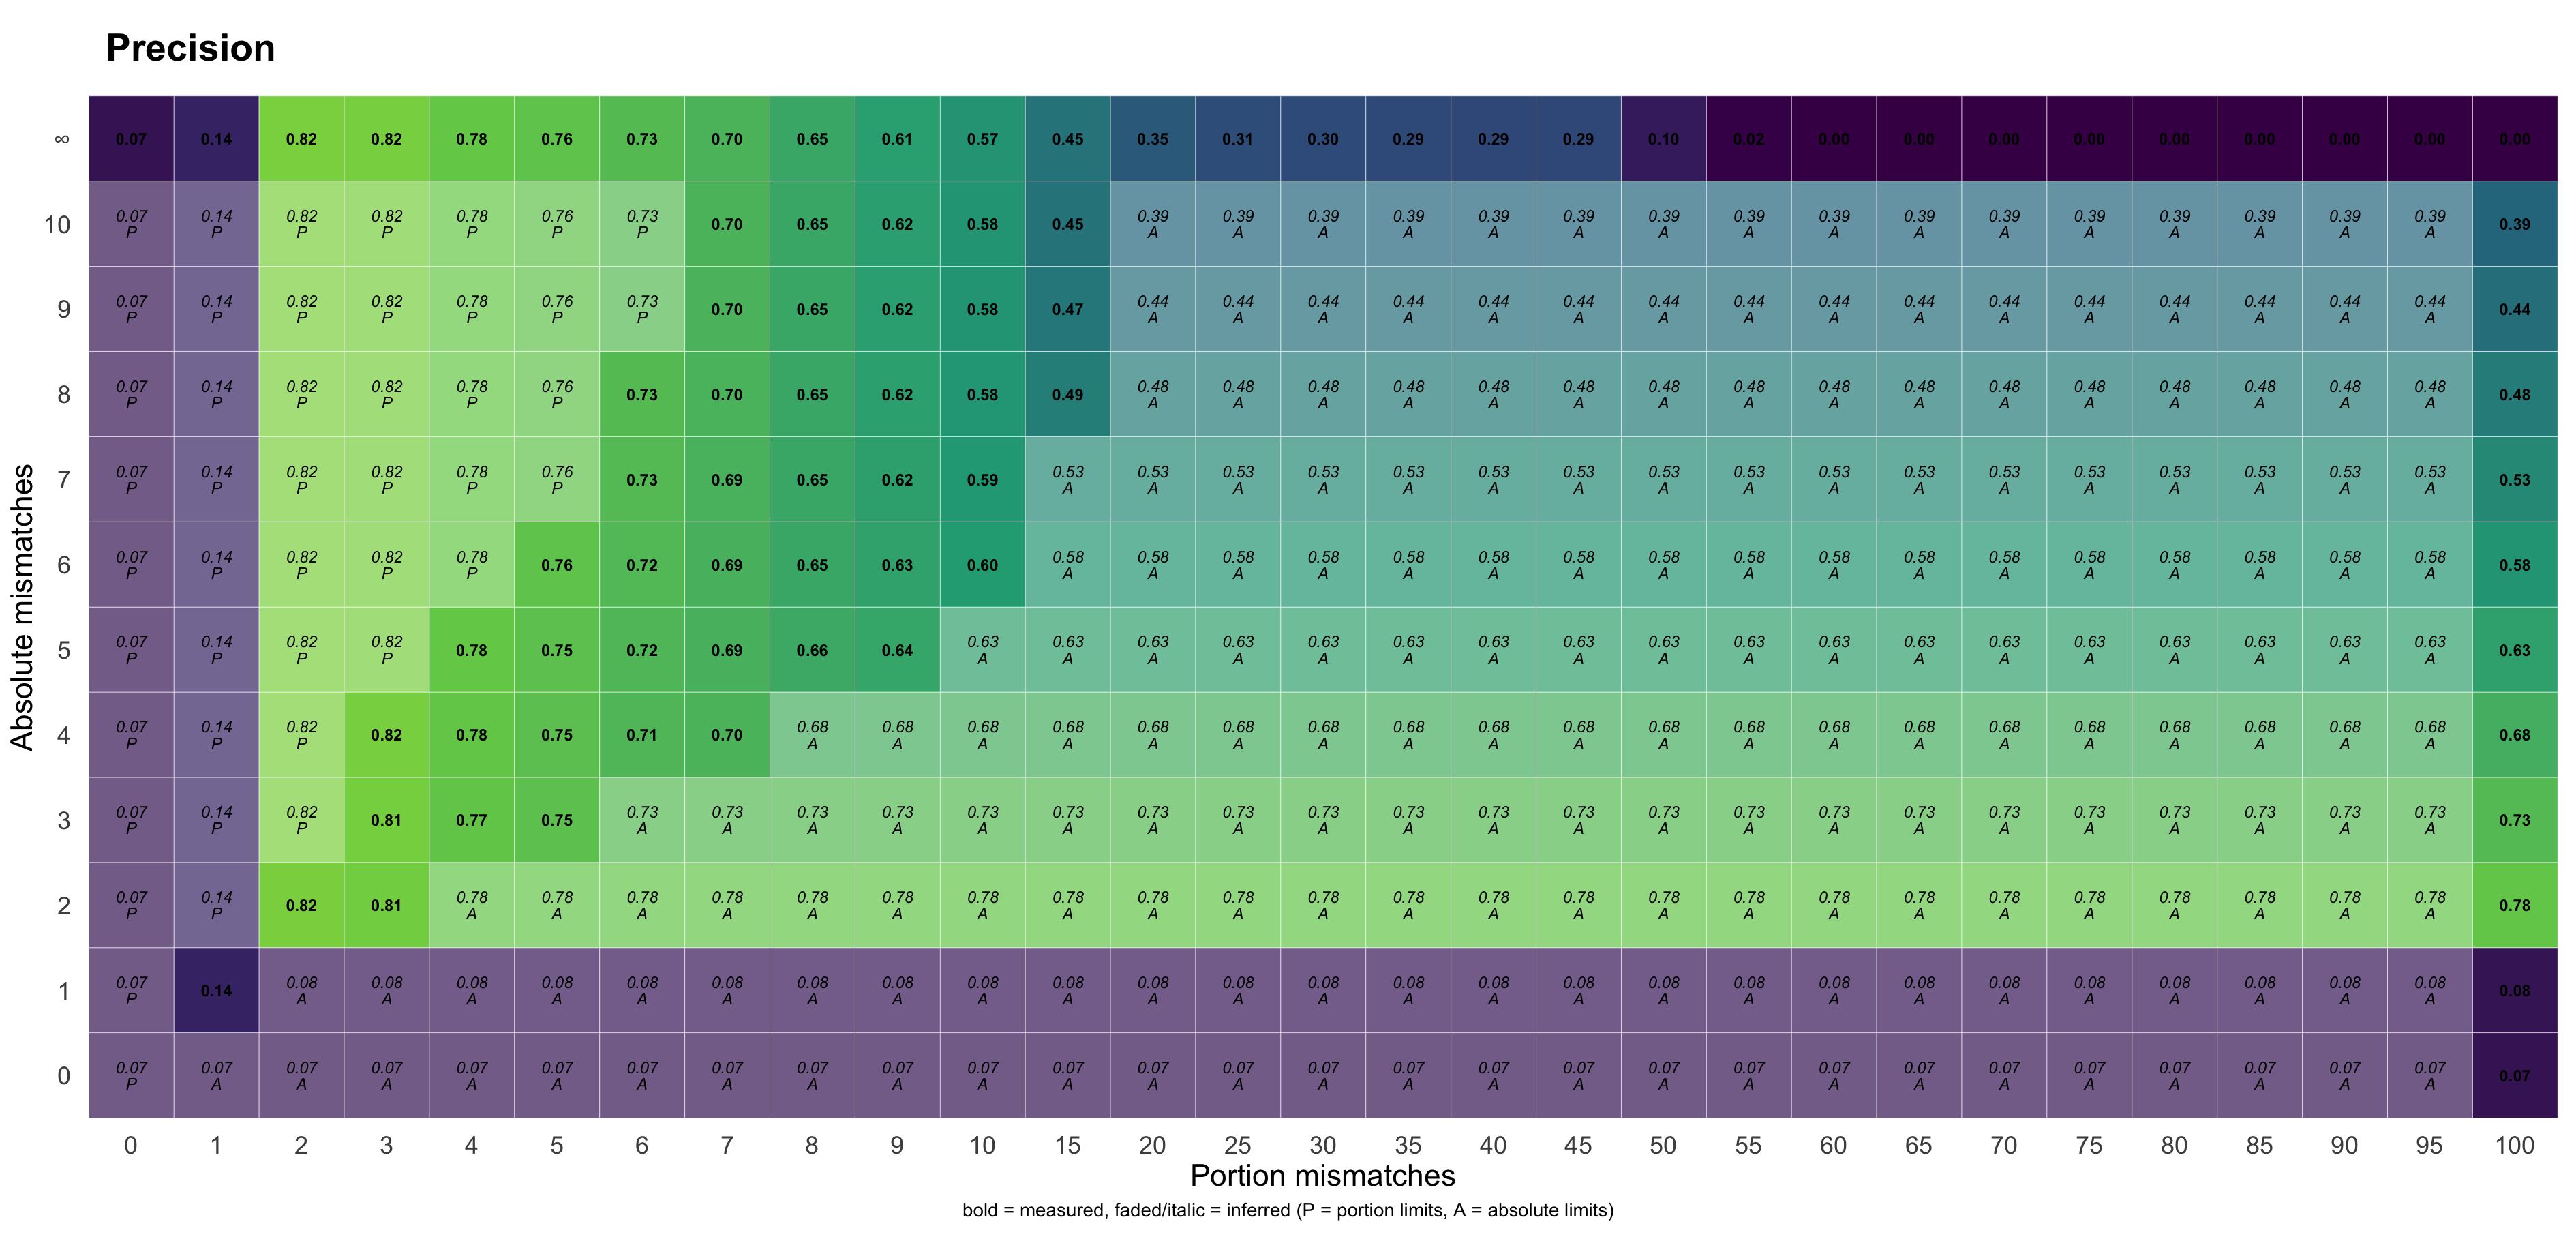 Precision
∞ 0.07 0.14 0.82 0.82 0.78 0.76 0.73 0.70 0.65 0.61 0.57 0.45 0.35 0.31 0.30 0.29 0.29 0.29 0.10 0.02 0.00 0.00 0.00 0.00 0.00 0.00 0.00 0.00 0.00
10 0.07 0.14 0.82 0.82 0.78 0.76 0.73 0.70 0.65 0.62 0.58 0.45 0.39 0.39 0.39 0.39 0.39 0.39 0.39 0.39 0.39 0.39 0.39 0.39 0.39 0.39 0.39 0.39 0.39
P P P P P P P A A A A A A A A A A A A A A A A
9 0.07 0.14 0.82 0.82 0.78 0.76 0.73 0.70 0.65 0.62 0.58 0.47 0.44 0.44 0.44 0.44 0.44 0.44 0.44 0.44 0.44 0.44 0.44 0.44 0.44 0.44 0.44 0.44 0.44
P P P P P P P A A A A A A A A A A A A A A A A
8 0.07 0.14 0.82 0.82 0.78 0.76 0.73 0.70 0.65 0.62 0.58 0.49 0.48 0.48 0.48 0.48 0.48 0.48 0.48 0.48 0.48 0.48 0.48 0.48 0.48 0.48 0.48 0.48 0.48
P P P P P P A A A A A A A A A A A A A A A A
7 0.07 0.14 0.82 0.82 0.78 0.76 0.73 0.69 0.65 0.62 0.59 0.53 0.53 0.53 0.53 0.53 0.53 0.53 0.53 0.53 0.53 0.53 0.53 0.53 0.53 0.53 0.53 0.53 0.53
P P P P P P A A A A A A A A A A A A A A A A A
6 0.07 0.14 0.82 0.82 0.78 0.76 0.72 0.69 0.65 0.63 0.60 0.58 0.58 0.58 0.58 0.58 0.58 0.58 0.58 0.58 0.58 0.58 0.58 0.58 0.58 0.58 0.58 0.58 0.58
P P P P P A A A A A A A A A A A A A A A A A
5 0.07 0.14 0.82 0.82 0.78 0.75 0.72 0.69 0.66 0.64 0.63 0.63 0.63 0.63 0.63 0.63 0.63 0.63 0.63 0.63 0.63 0.63 0.63 0.63 0.63 0.63 0.63 0.63 0.63
P P P P A A A A A A A A A A A A A A A A A A
4 0.07 0.14 0.82 0.82 0.78 0.75 0.71 0.70 0.68 0.68 0.68 0.68 0.68 0.68 0.68 0.68 0.68 0.68 0.68 0.68 0.68 0.68 0.68 0.68 0.68 0.68 0.68 0.68 0.68
P P P A A A A A A A A A A A A A A A A A A A A
3 0.07 0.14 0.82 0.81 0.77 0.75 0.73 0.73 0.73 0.73 0.73 0.73 0.73 0.73 0.73 0.73 0.73 0.73 0.73 0.73 0.73 0.73 0.73 0.73 0.73 0.73 0.73 0.73 0.73
P P P A A A A A A A A A A A A A A A A A A A A A A
2 0.07 0.14 0.82 0.81 0.78 0.78 0.78 0.78 0.78 0.78 0.78 0.78 0.78 0.78 0.78 0.78 0.78 0.78 0.78 0.78 0.78 0.78 0.78 0.78 0.78 0.78 0.78 0.78 0.78
P P A A A A A A A A A A A A A A A A A A A A A A A A
1 0.07 0.14 0.08 0.08 0.08 0.08 0.08 0.08 0.08 0.08 0.08 0.08 0.08 0.08 0.08 0.08 0.08 0.08 0.08 0.08 0.08 0.08 0.08 0.08 0.08 0.08 0.08 0.08 0.08
P A A A A A A A A A A A A A A A A A A A A A A A A A A
0 0.07 0.07 0.07 0.07 0.07 0.07 0.07 0.07 0.07 0.07 0.07 0.07 0.07 0.07 0.07 0.07 0.07 0.07 0.07 0.07 0.07 0.07 0.07 0.07 0.07 0.07 0.07 0.07 0.07
P A A A A A A A A A A A A A A A A A A A A A A A A A A A
Absolute mismatches
0 1 2 3 4 5 6 7 8 9 10 15 20 25 30 35 40 45 50 55 60 65 70 75 80 85 90 95 100
Portion mismatches
bold = measured, faded/italic = inferred (P = portion limits, A = absolute limits)